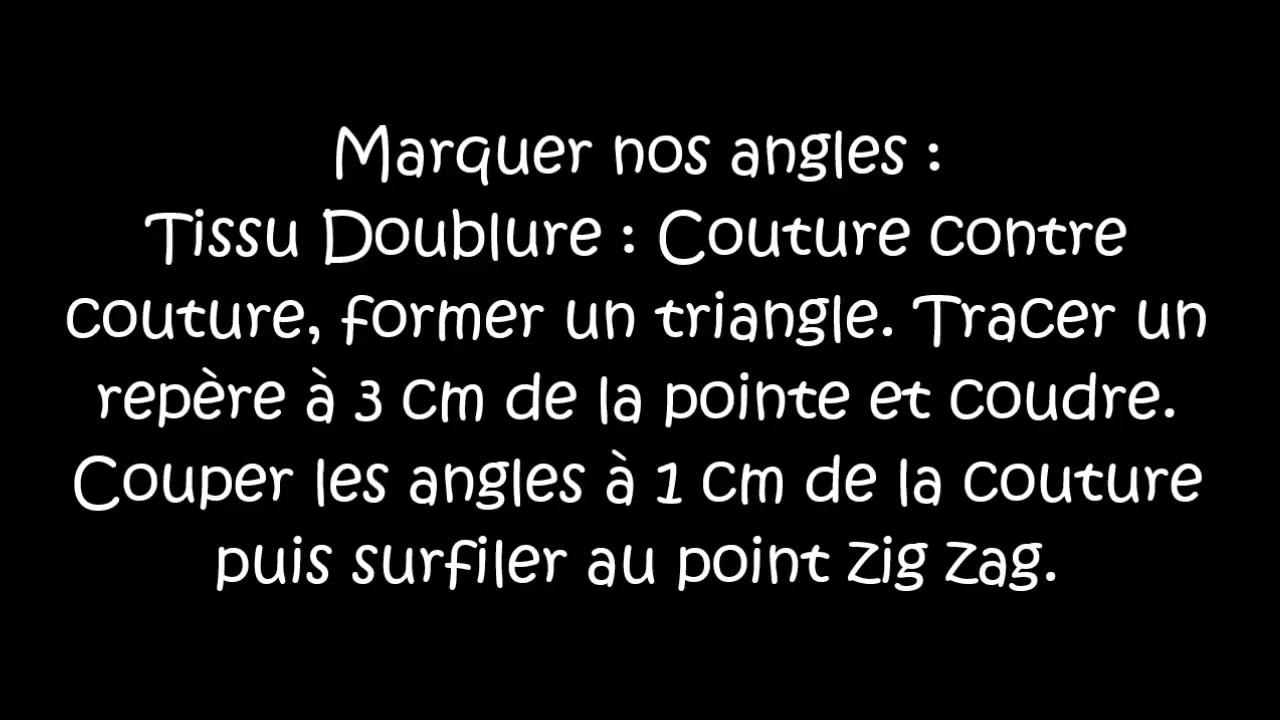 Marquer nos angles :
Tissu Doublure : Couture contre
couture, former un triangle. Tracer un
repère à 3 cm de la pointe et coudre.
Couper les angles à 1 cm de la couture
puis surfiler au point zig zag.